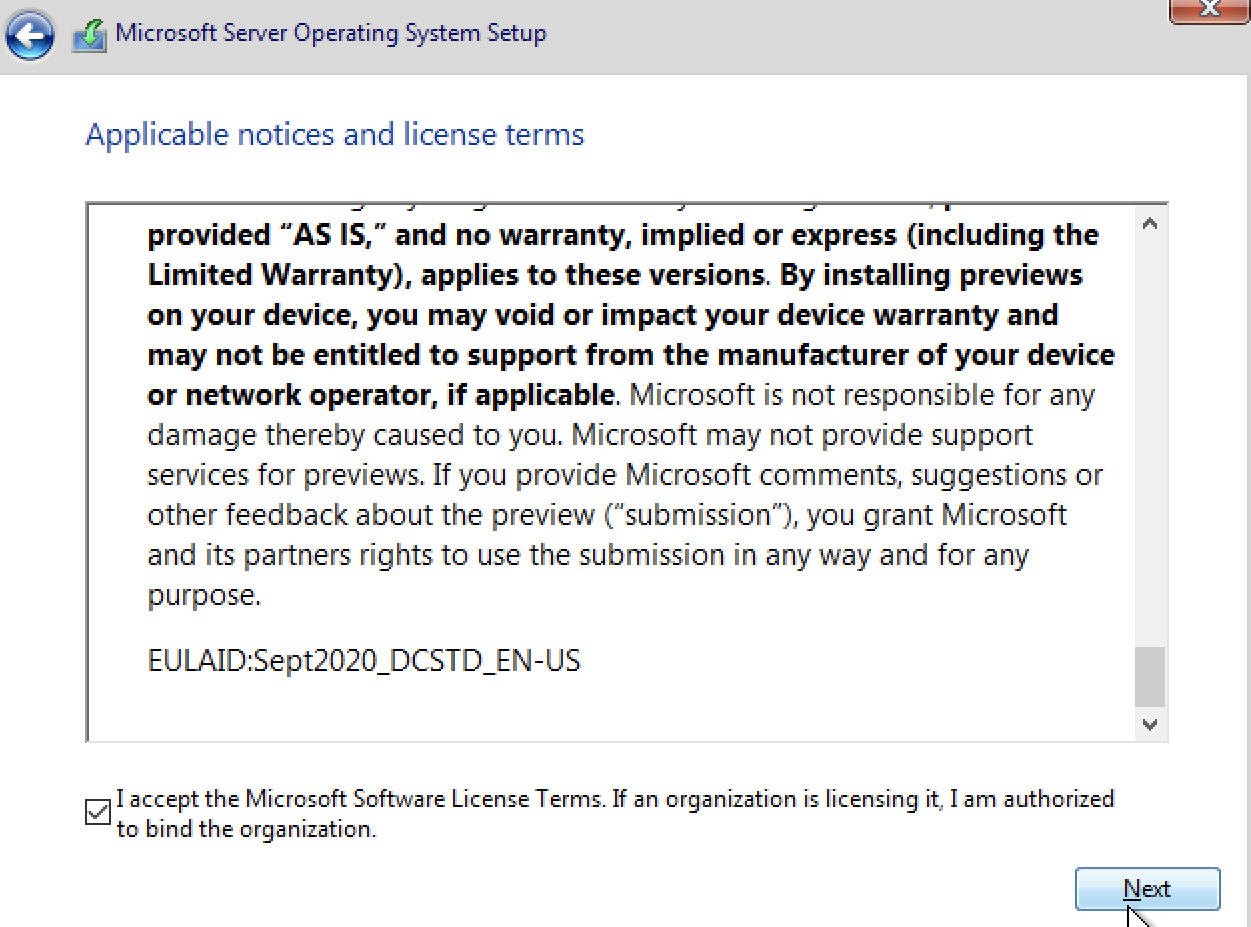 Microsoft Server Operating System Setup
Applicable notices and license terms
provided “AS IS,” and no warranty, implied or express (including the
Limited Warranty), applies to these versions. By installing previews
on your device, you may void or impact your device warranty and
may not be entitled to support from the manufacturer of your device
or network operator, if applicable. Microsoft is not responsible for any
damage thereby caused to you. Microsoft may not provide support
services for previews. If you provide Microsoft comments, suggestions or
other feedback about the preview (“submission”), you grant Microsoft
and its partners rights to use the submission in any way and for any
purpose.
EULAID:Sept2020_DCSTD_EN-US
I accept the Microsoft Software License Terms. If an organization is licensing it, I am authorized
to bind the organization.
Next